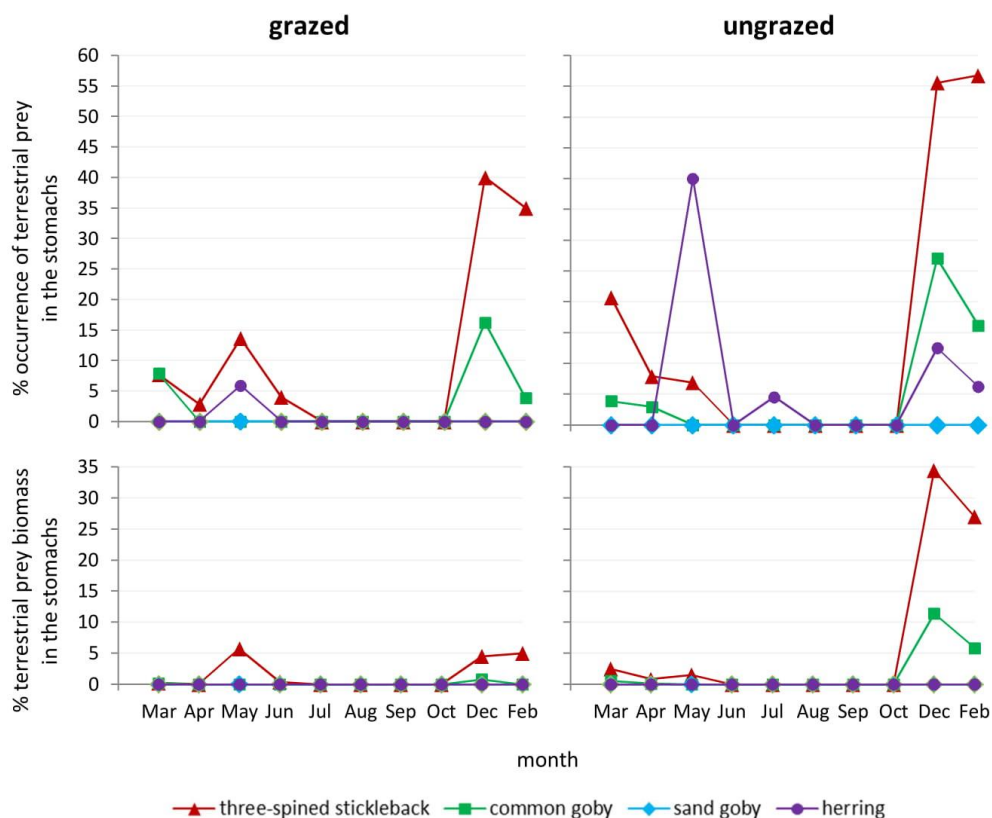 grazed
ungrazed
% occurrence of terrestrial prey
in the stomachs
60
55
50
45
40
35
30
25
20
15
10
5
0
% terrestrial prey biomass
in the stomachs
35
30
25
20
15
10
5
0
Mar Apr May Jun Jul Aug Sep Oct Dec Feb
Mar Apr May Jun Jul Aug Sep Oct Dec Feb
month
three-spined stickleback common goby sand goby herring